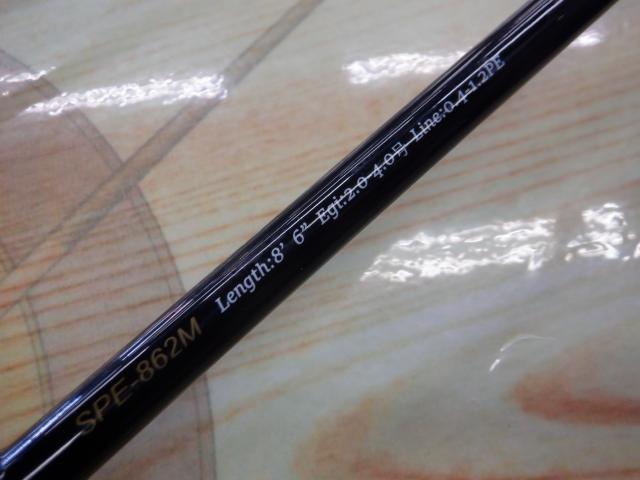 SPE-862M Length:8' 6" Egi:2.0-4.0号 Line:0.4-1.2PE